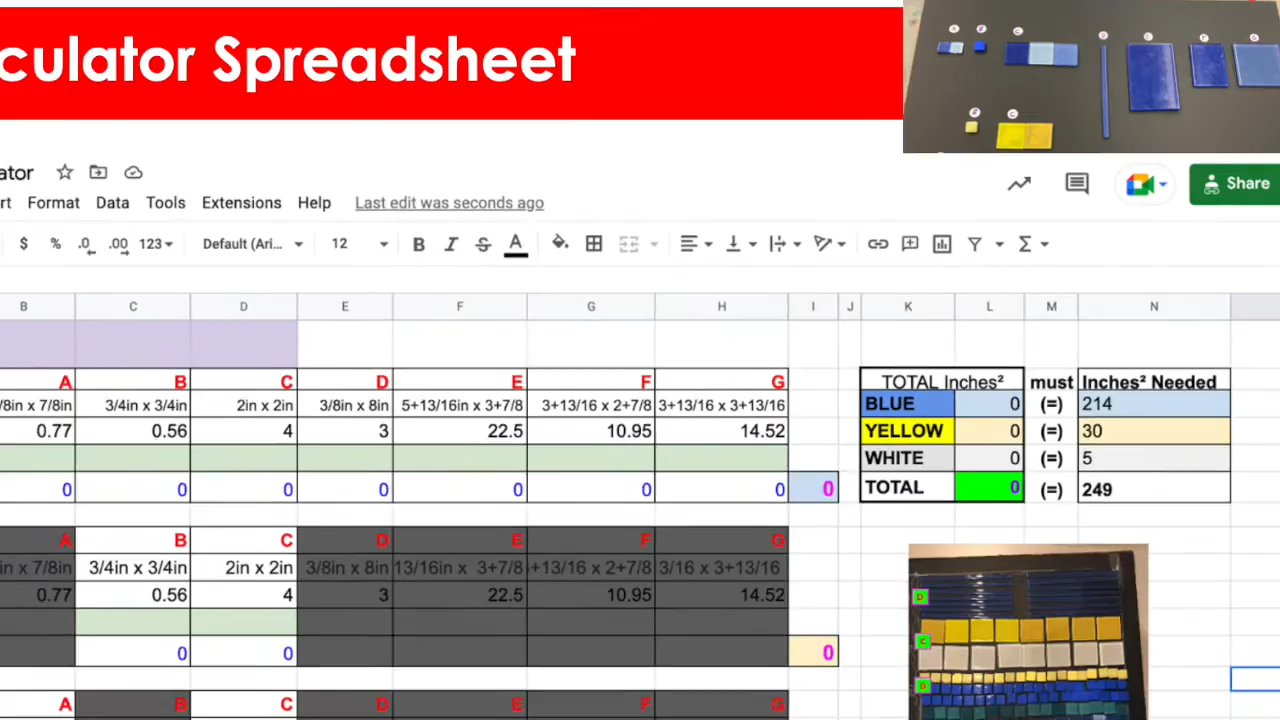 culator Spreadsheet
ator
rt Format Data Tools Extensions Help Last edit was seconds ago
Share
$ % .0 .00 123 Default (Ari... 12 B I S A
B C D E F G H I J K L M N
A B C D E F G TOTAL Inches² must Inches² Needed
/8in x 7/8in 3/4in x 3/4in 2in x 2in 3/8in x 8in 5+13/16in x 3+7/8 3+13/16 x 2+7/8 3+13/16 x 3+13/16 BLUE 0 (=) 214
0.77 0.56 4 3 22.5 10.95 14.52 YELLOW 0 (=) 30
WHITE 0 (=) 5
0 0 0 0 0 0 0 0 TOTAL 0 (=) 249
A B C D E F G
in x 7/8in 3/4in x 3/4in 2in x 2in 3/8in x 8in 13/16in x 3+7/8 +13/16 x 2+7/8 3/16 x 3+13/16
0.77 0.56 4 3 22.5 10.95 14.52
D
0 0 0
A B C D E F G